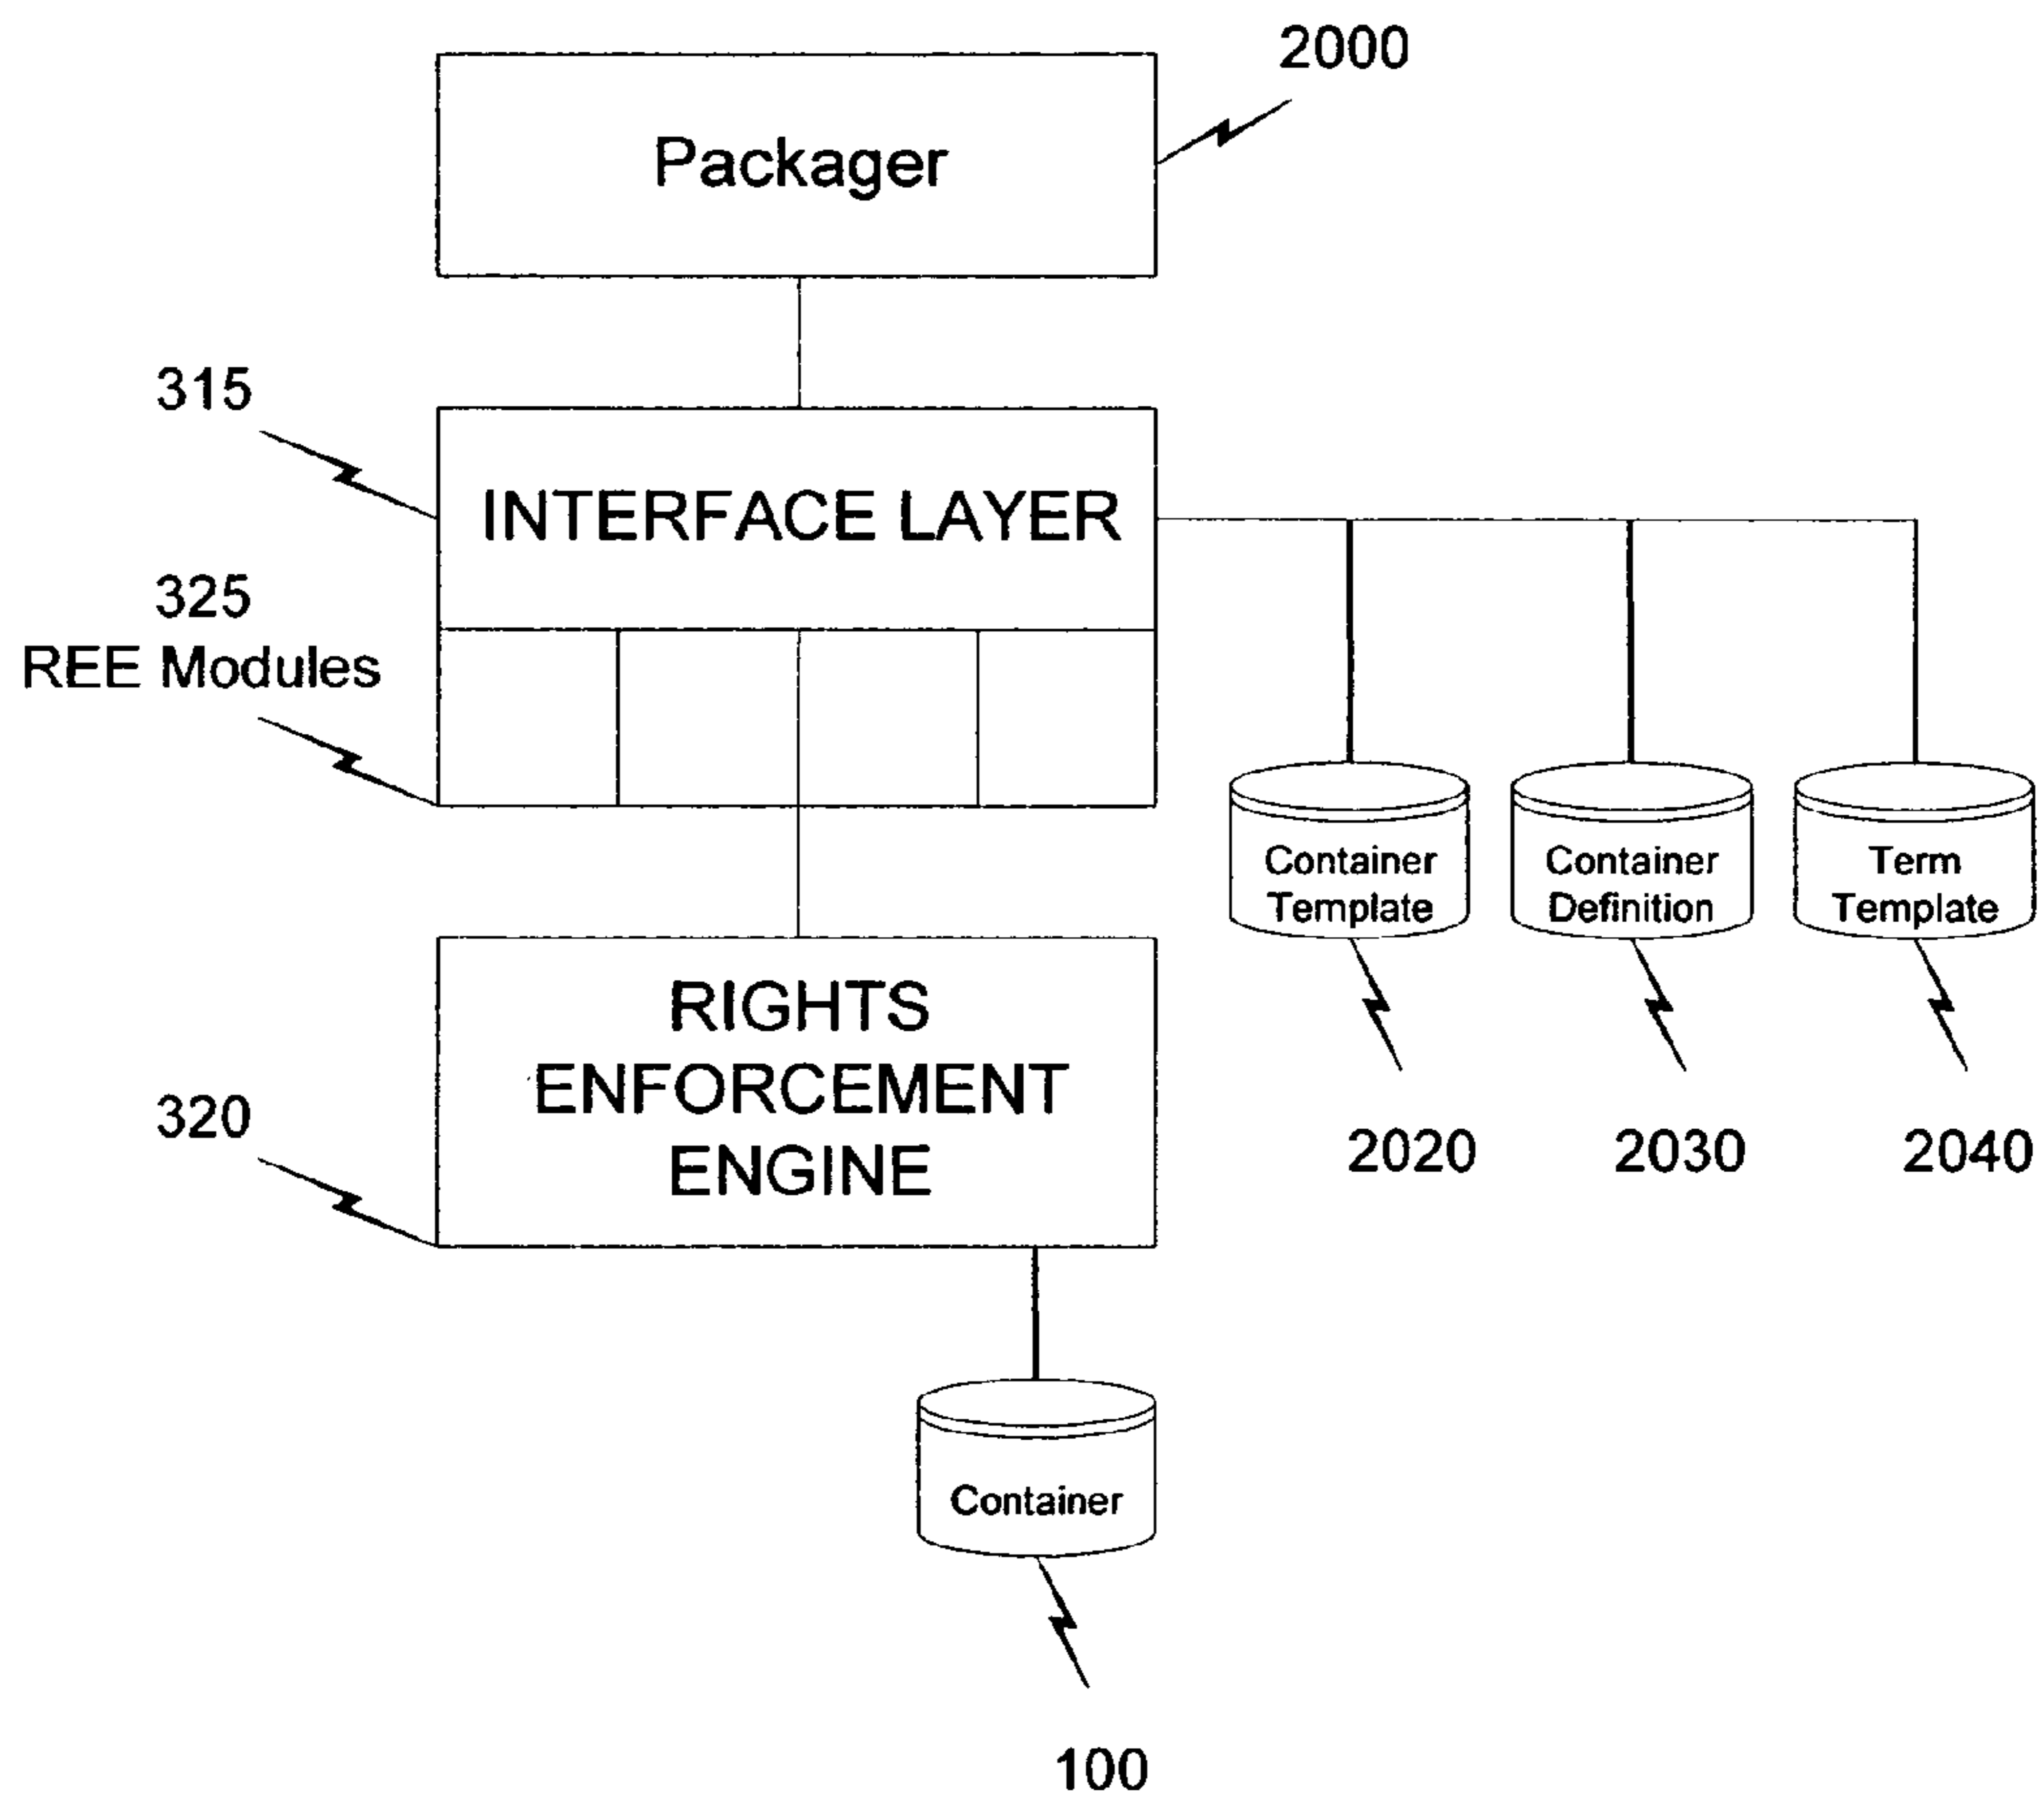 2000
Packager
315
INTERFACE LAYER
325
REE Modules
Container
Template
Container
Definition
Term
Template
RIGHTS
ENFORCEMENT
ENGINE
320
2020
2030
2040
Container
100